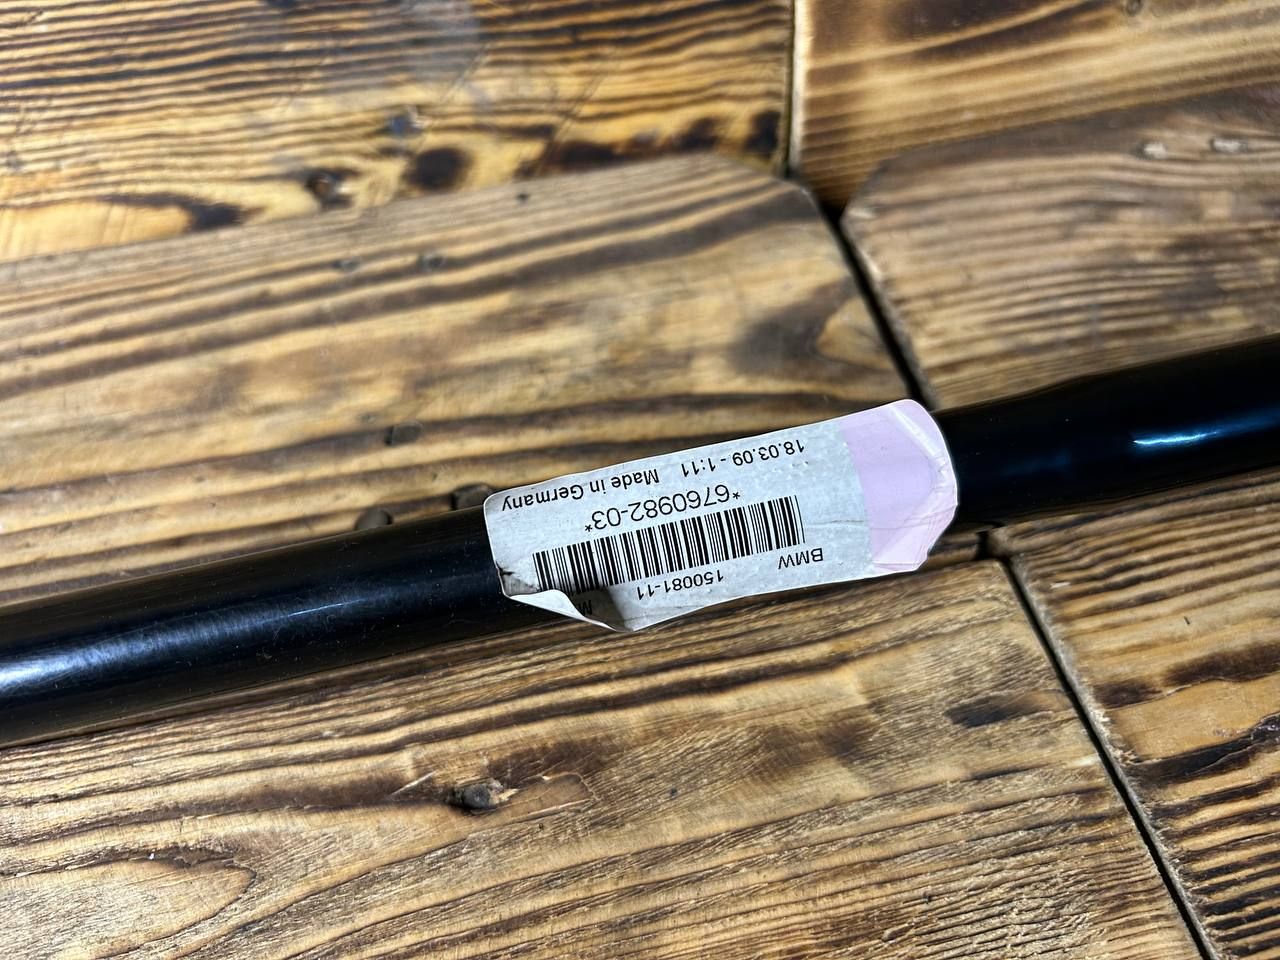 BMW 150081-11
*6760982-03*
18.03.09 - 1:11 Made in Germany